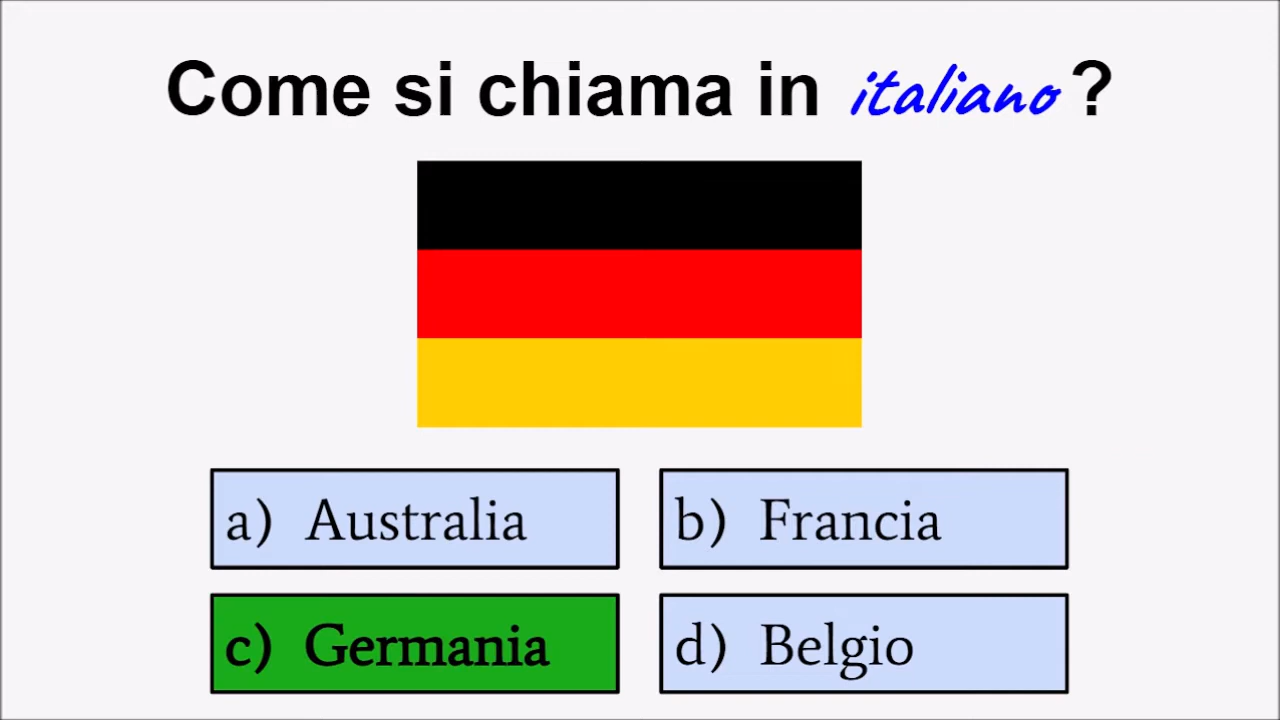 Come si chiama in italiano ?
a) Australia
b) Francia
c) Germania
d) Belgio